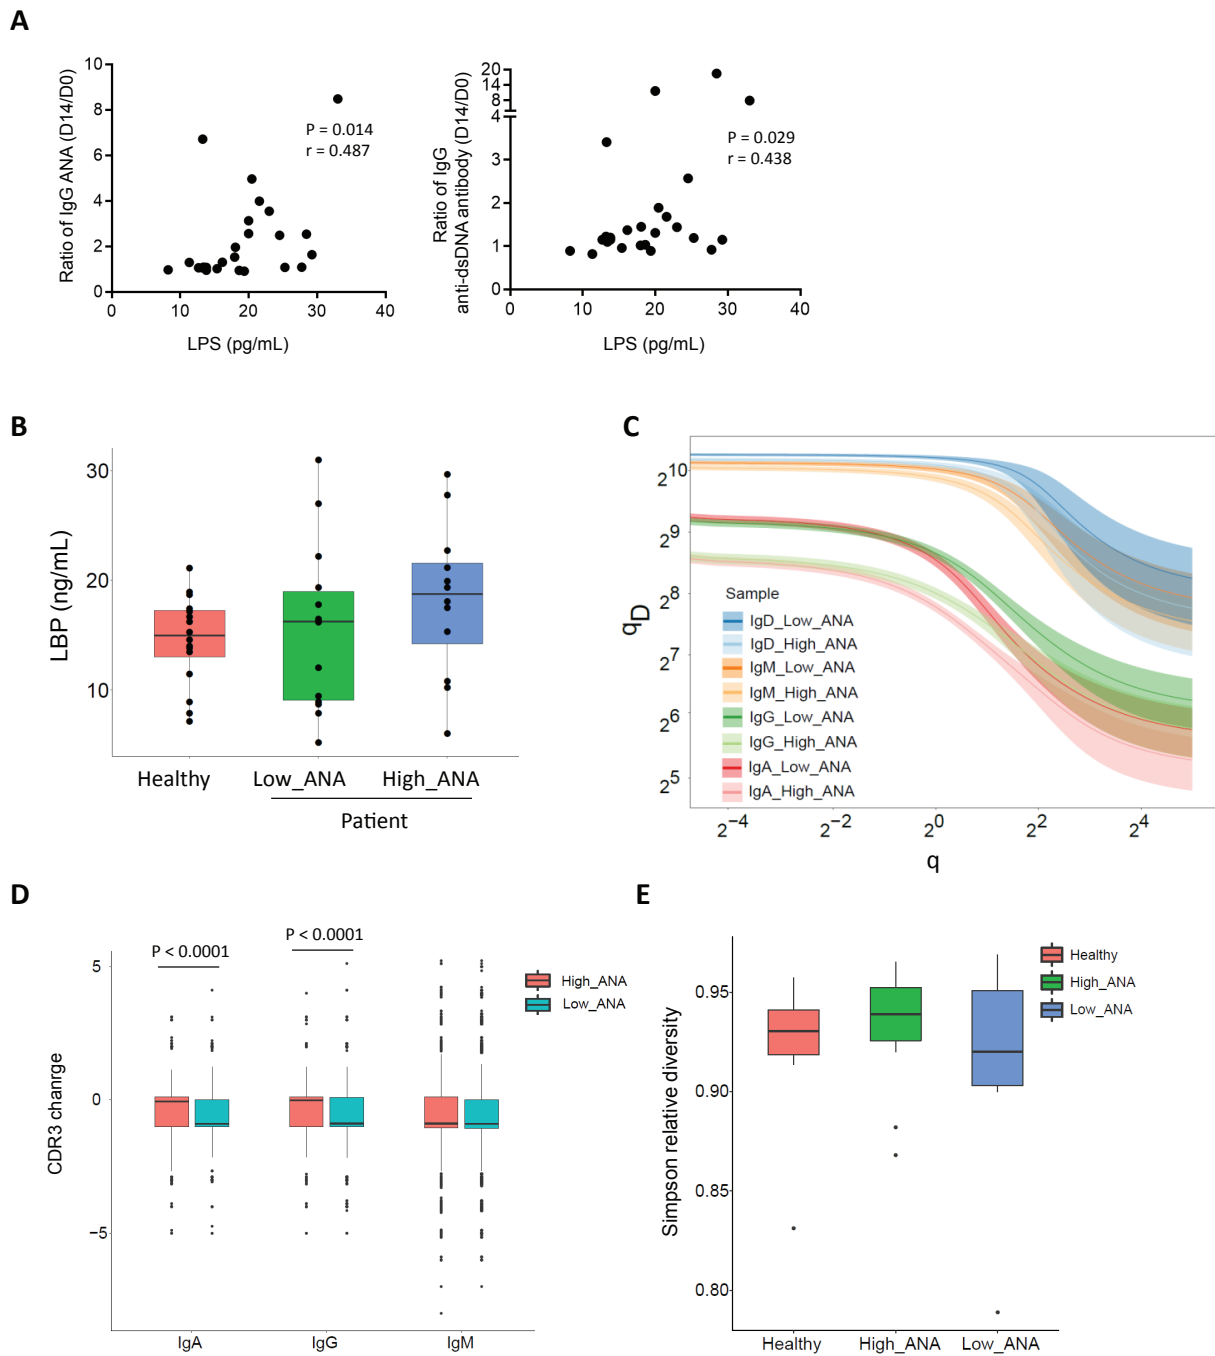 A
Ratio of IgG ANA (D14/D0)
10
8
6
4
2
0
0
10
20
30
40
LPS (pg/mL)
P = 0.014
r = 0.487
Ratio of IgG
anti-dsDNA antibody (D14/D0)
20
14
8
4
3
2
1
0
0
10
20
30
40
LPS (pg/mL)
P = 0.029
r = 0.438
B
LBP (ng/mL)
30
20
10
Healthy
Low_ANA
High_ANA
Patient
C
qD
2^10
2^9
2^8
2^7
2^6
2^5
Sample
IgD_Low_ANA
IgD_High_ANA
IgM_Low_ANA
IgM_High_ANA
IgG_Low_ANA
IgG_High_ANA
IgA_Low_ANA
IgA_High_ANA
2^−4
2^−2
2^0
2^2
2^4
q
D
CDR3 chanrge
5
0
−5
P < 0.0001
P < 0.0001
High_ANA
Low_ANA
IgA
IgG
IgM
E
Simpson relative diversity
0.95
0.90
0.85
0.80
Healthy
High_ANA
Low_ANA
Healthy
High_ANA
Low_ANA